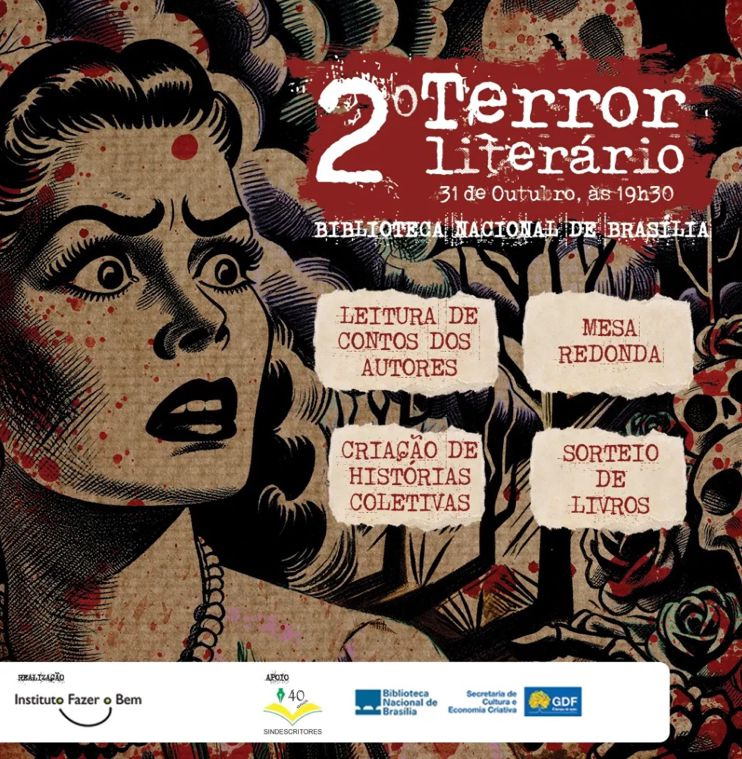 2º Terror
literário
31 de Outubro, às 19h30
BIBLIOTECA NACIONAL DE BRASÍLIA
LEITURA DE
CONTOS DOS
AUTORES
MESA
REDONDA
CRIAÇÃO DE
HISTÓRIAS
COLETIVAS
SORTEIO
DE
LIVROS
REALIZAÇÃO
Instituto Fazer o Bem
APOIO
40
anos
SINDESCRITORES
Biblioteca
Nacional de
Brasília
Secretaria de
Cultura e
Economia Criativa
GDF